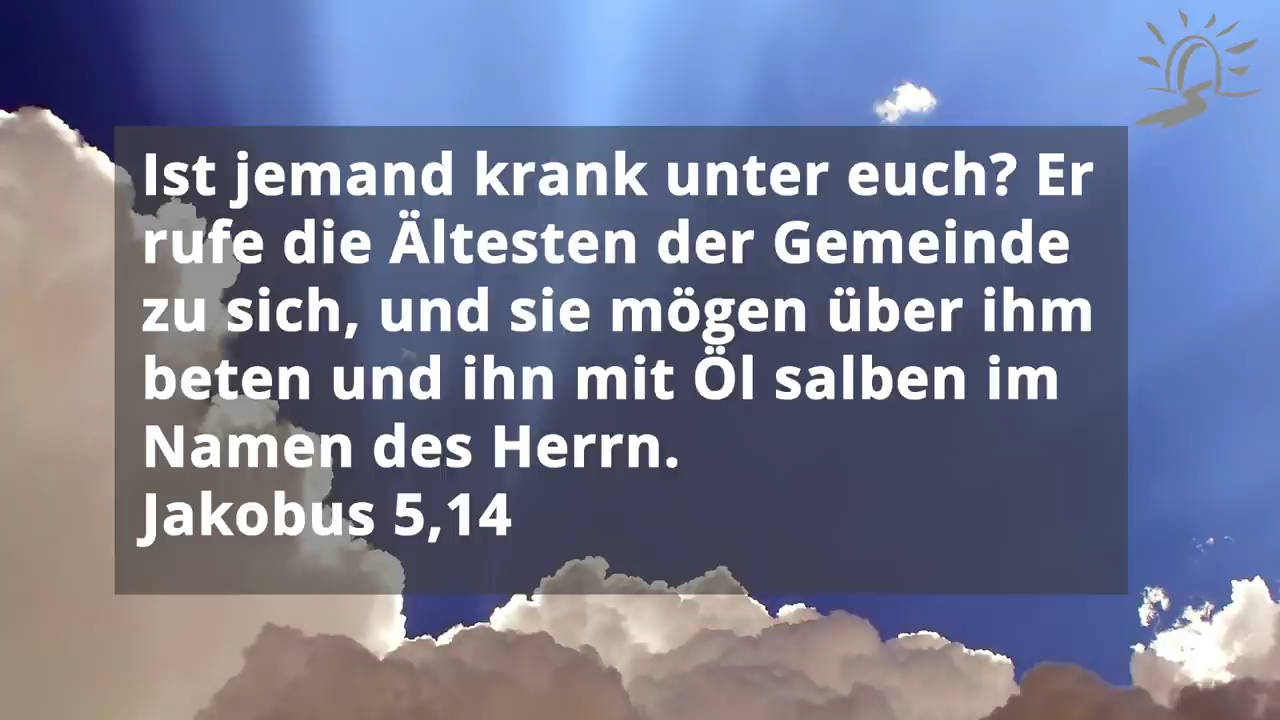 Ist jemand krank unter euch? Er
rufe die Ältesten der Gemeinde
zu sich, und sie mögen über ihm
beten und ihn mit Öl salben im
Namen des Herrn.
Jakobus 5,14